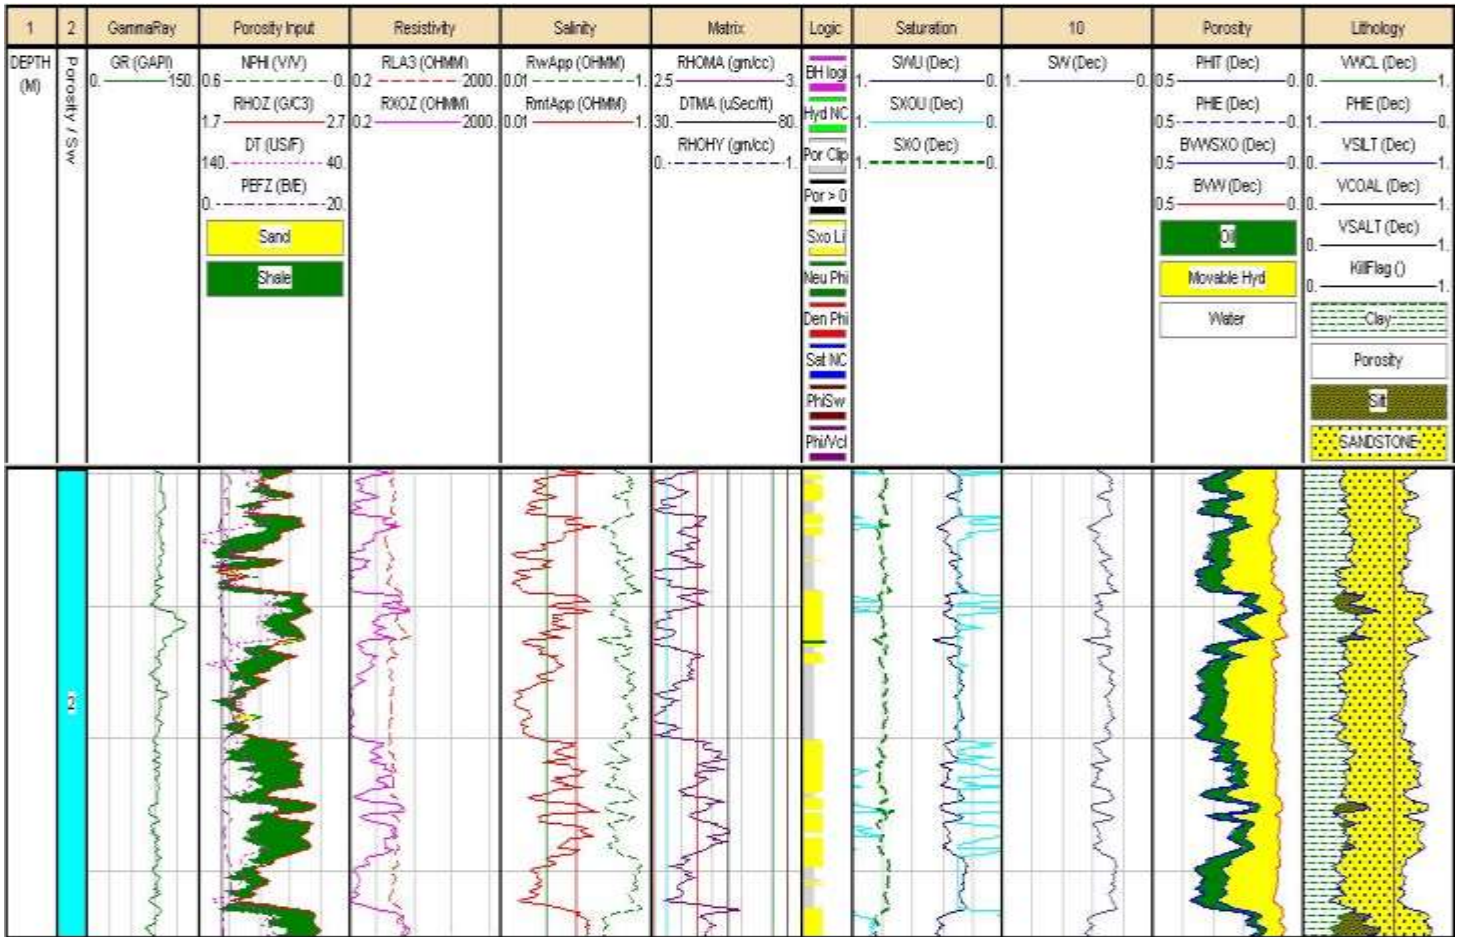 1 2 GammaRay Porosity Input Resistivity Salinity Matrix Logic Saturation 10 Porosity Lithology
DEPTH
(M)
Porosity / Sw
GR (GAPI)
0. 150.
NPHI (V/V)
0.6 0.
RHOZ (G/C3)
1.7 2.7
DT (US/F)
140. 40.
PEFZ (B/E)
0. 20.
Sand
Shale
RLA3 (OHMM)
0.2 2000.
RXOZ (OHMM)
0.2 2000.
RwApp (OHMM)
0.01 1.
RmfApp (OHMM)
0.01 1.
RHOMA (gm/cc)
2.5 3.
DTMA (uSec/ft)
30. 80.
RHOHY (gm/cc)
0. 1.
BH logi
Hyd NC
Por Clip
Por > 0
Sxo Li
Neu Phi
Den Phi
Sat NC
PhiSw
Phi/Vcl
SWU (Dec)
1. 0.
SXOU (Dec)
1. 0.
SXO (Dec)
1. 0.
SW (Dec)
1. 0.
PHIT (Dec)
0.5 0.
PHIE (Dec)
0.5 0.
BVWSXO (Dec)
0.5 0.
BVW (Dec)
0.5 0.
Oil
Movable Hyd
Water
VWCL (Dec)
0. 1.
PHIE (Dec)
1. 0.
VSILT (Dec)
0. 1.
VCOAL (Dec)
0. 1.
VSALT (Dec)
0. 1.
KillFlag ()
0. 1.
Clay
Porosity
Silt
SANDSTONE
2